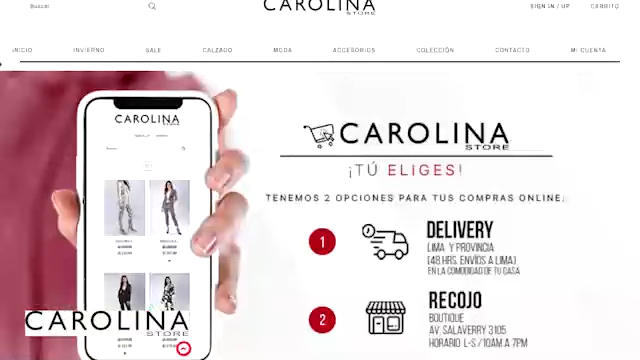 Buscar
CAROLINA
STORE
SIGN IN / UP
CARRITO
INICIO
INVIERNO
SALE
CALZADO
MODA
ACCESORIOS
COLECCIÓN
CONTACTO
MI CUENTA
CAROLINA
CAROLINA
STORE
¡TÚ ELIGES!
TENEMOS 2 OPCIONES PARA TUS COMPRAS ONLINE:
1
DELIVERY
LIMA Y PROVINCIA
(48 HRS. ENVÍOS A LIMA)
EN LA COMODIDAD DE TU CASA
2
RECOJO
BOUTIQUE
AV. SALAVERRY 3105
HORARIO L-S / 10AM A 7PM
CAROLINA
STORE